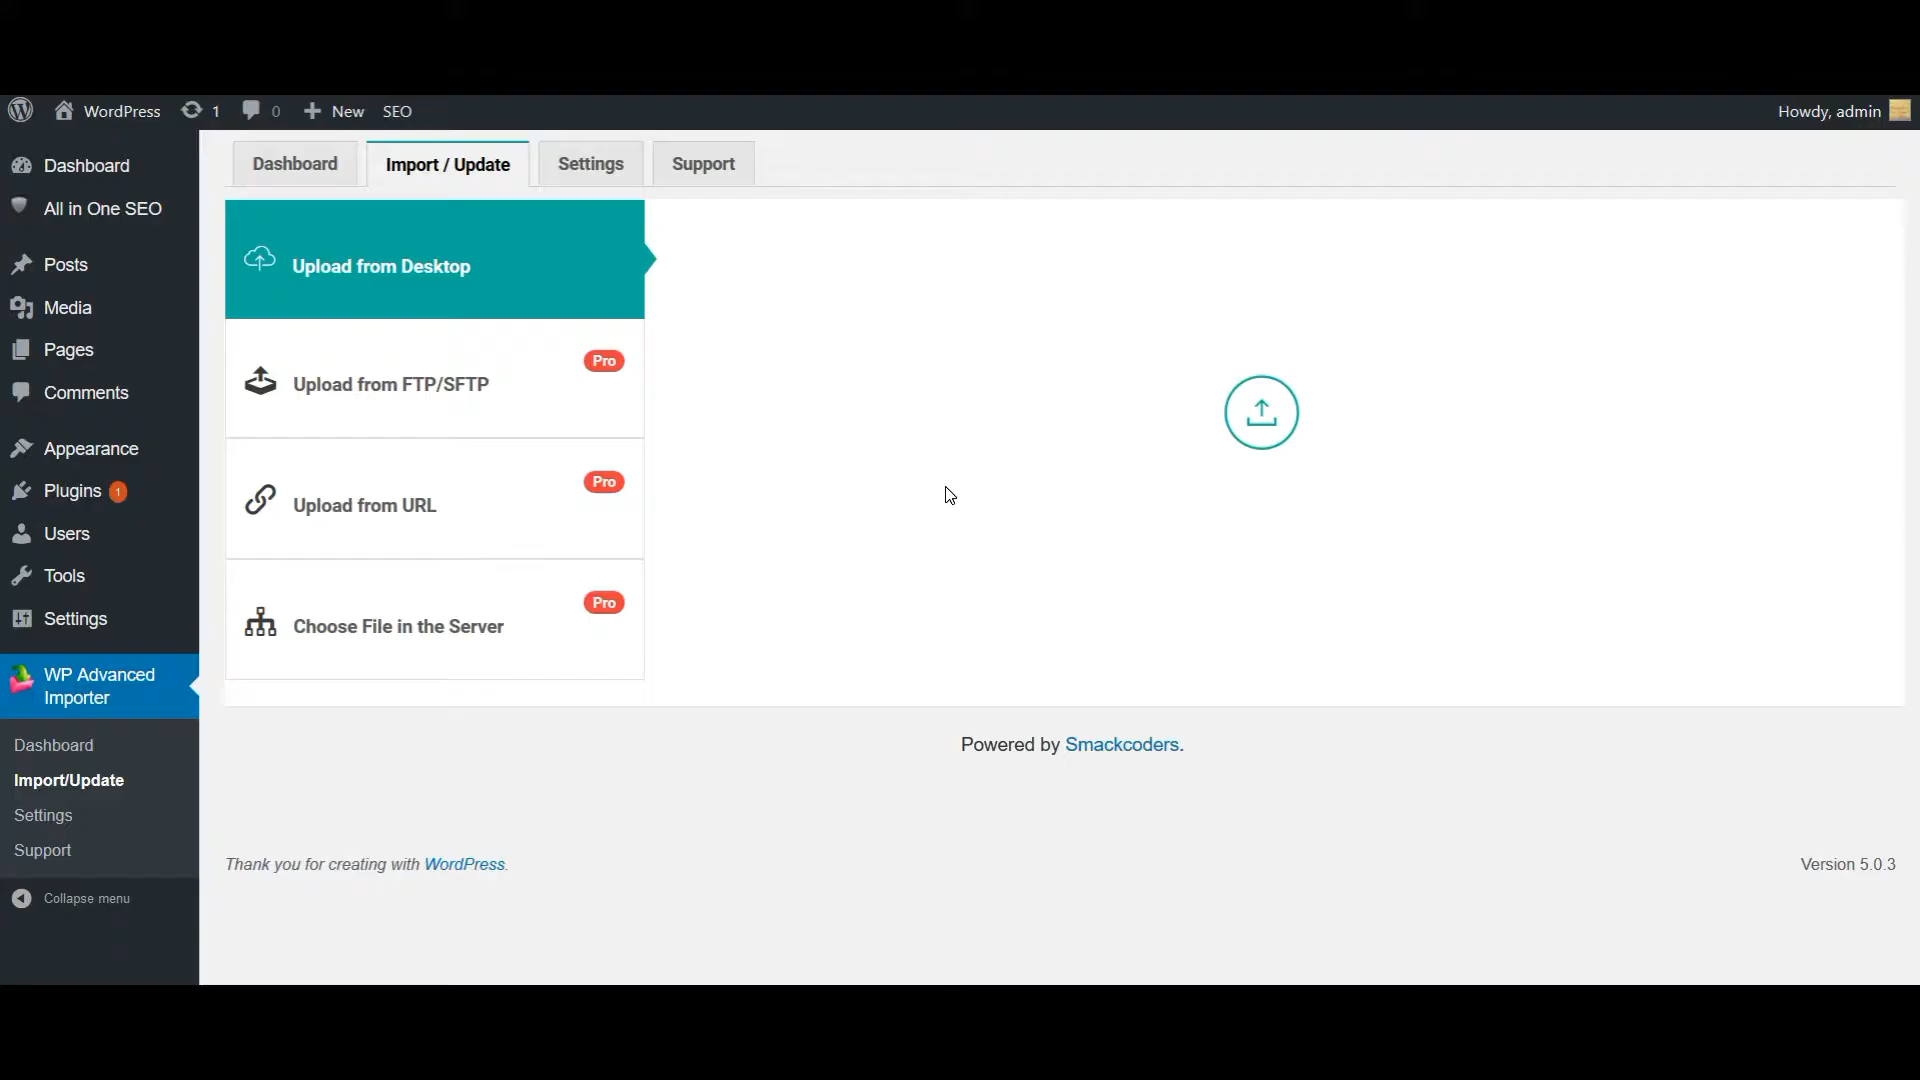 WordPress 1 0 New SEO Howdy, admin
Dashboard
All in One SEO
Posts
Media
Pages
Comments
Appearance
Plugins 1
Users
Tools
Settings
WP Advanced
Importer
Dashboard
Import/Update
Settings
Support
Collapse menu
Dashboard Import / Update Settings Support
Upload from Desktop
Pro
Upload from FTP/SFTP
Pro
Upload from URL
Pro
Choose File in the Server
Powered by Smackcoders.
Thank you for creating with WordPress. Version 5.0.3